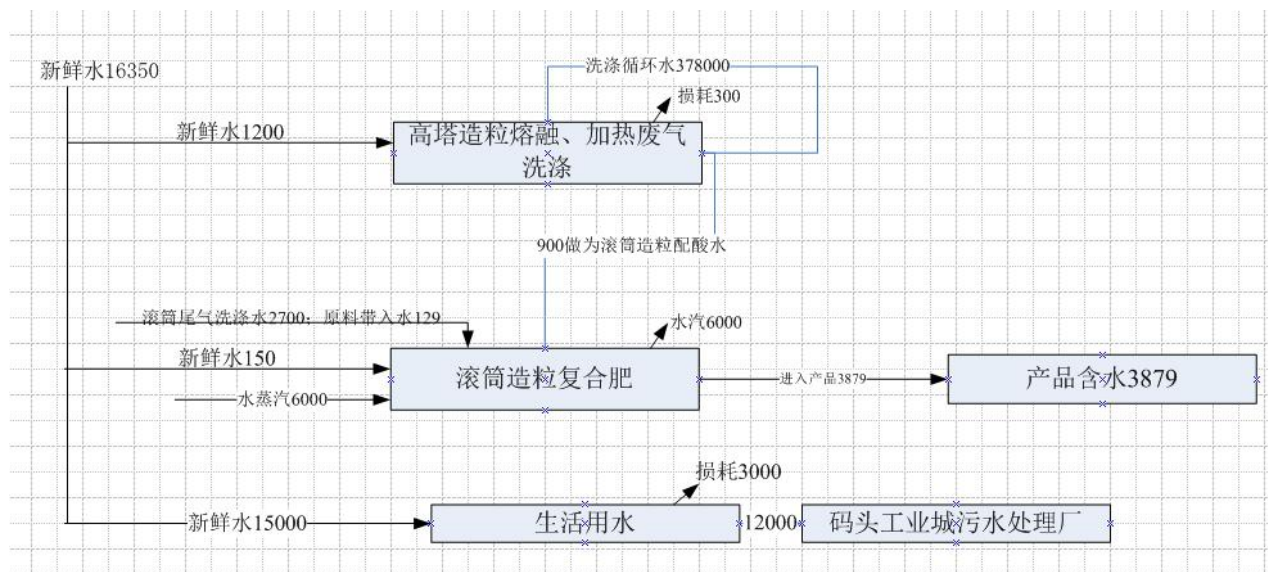 洗涤循环水378000
新鲜水16350
损耗300
新鲜水1200
高塔造粒熔融、加热废气
洗涤
900做为滚筒造粒配酸水
滚筒尾气洗涤水2700；原料带入水129
水汽6000
新鲜水150
滚筒造粒复合肥
进入产品3879
产品含水3879
水蒸汽6000
损耗3000
新鲜水15000
生活用水
12000
码头工业城污水处理厂